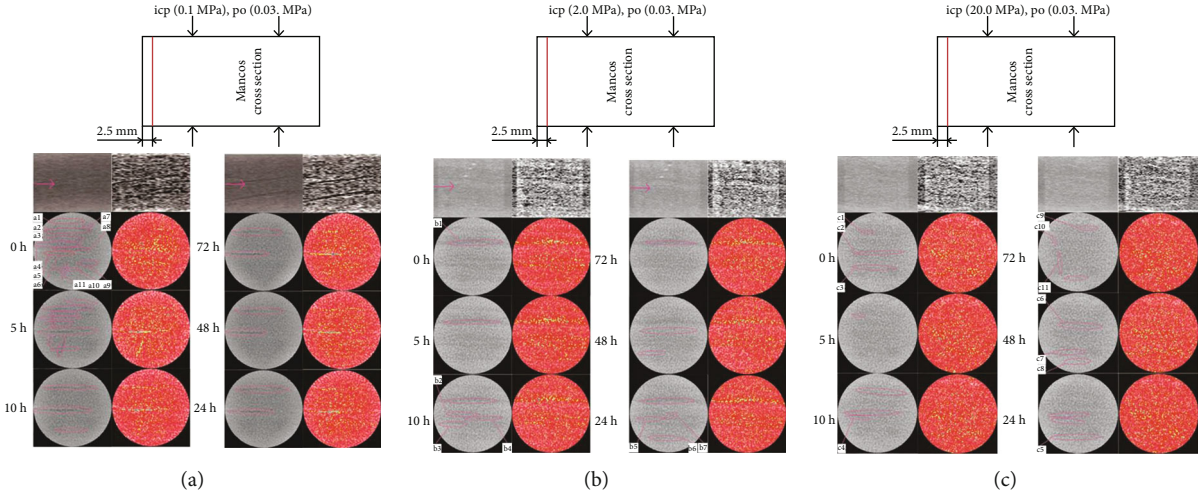 icp (0.1 MPa), po (0.03. MPa)
Mancos
cross section
2.5 mm
a1
a2
a3
a7
a8
0 h
72 h
a4
a5
a6
a11 a10 a9
5 h
48 h
10 h
24 h
(a)
icp (2.0 MPa), po (0.03. MPa)
Mancos
cross section
2.5 mm
b1
0 h
72 h
5 h
48 h
b2
10 h
24 h
b3
b4
b5
b6
b7
(b)
icp (20.0 MPa), po (0.03. MPa)
Mancos
cross section
2.5 mm
c1
c2
c9
c10
0 h
72 h
c3
c11
c6
5 h
48 h
c7
c8
10 h
24 h
c4
c5
(c)